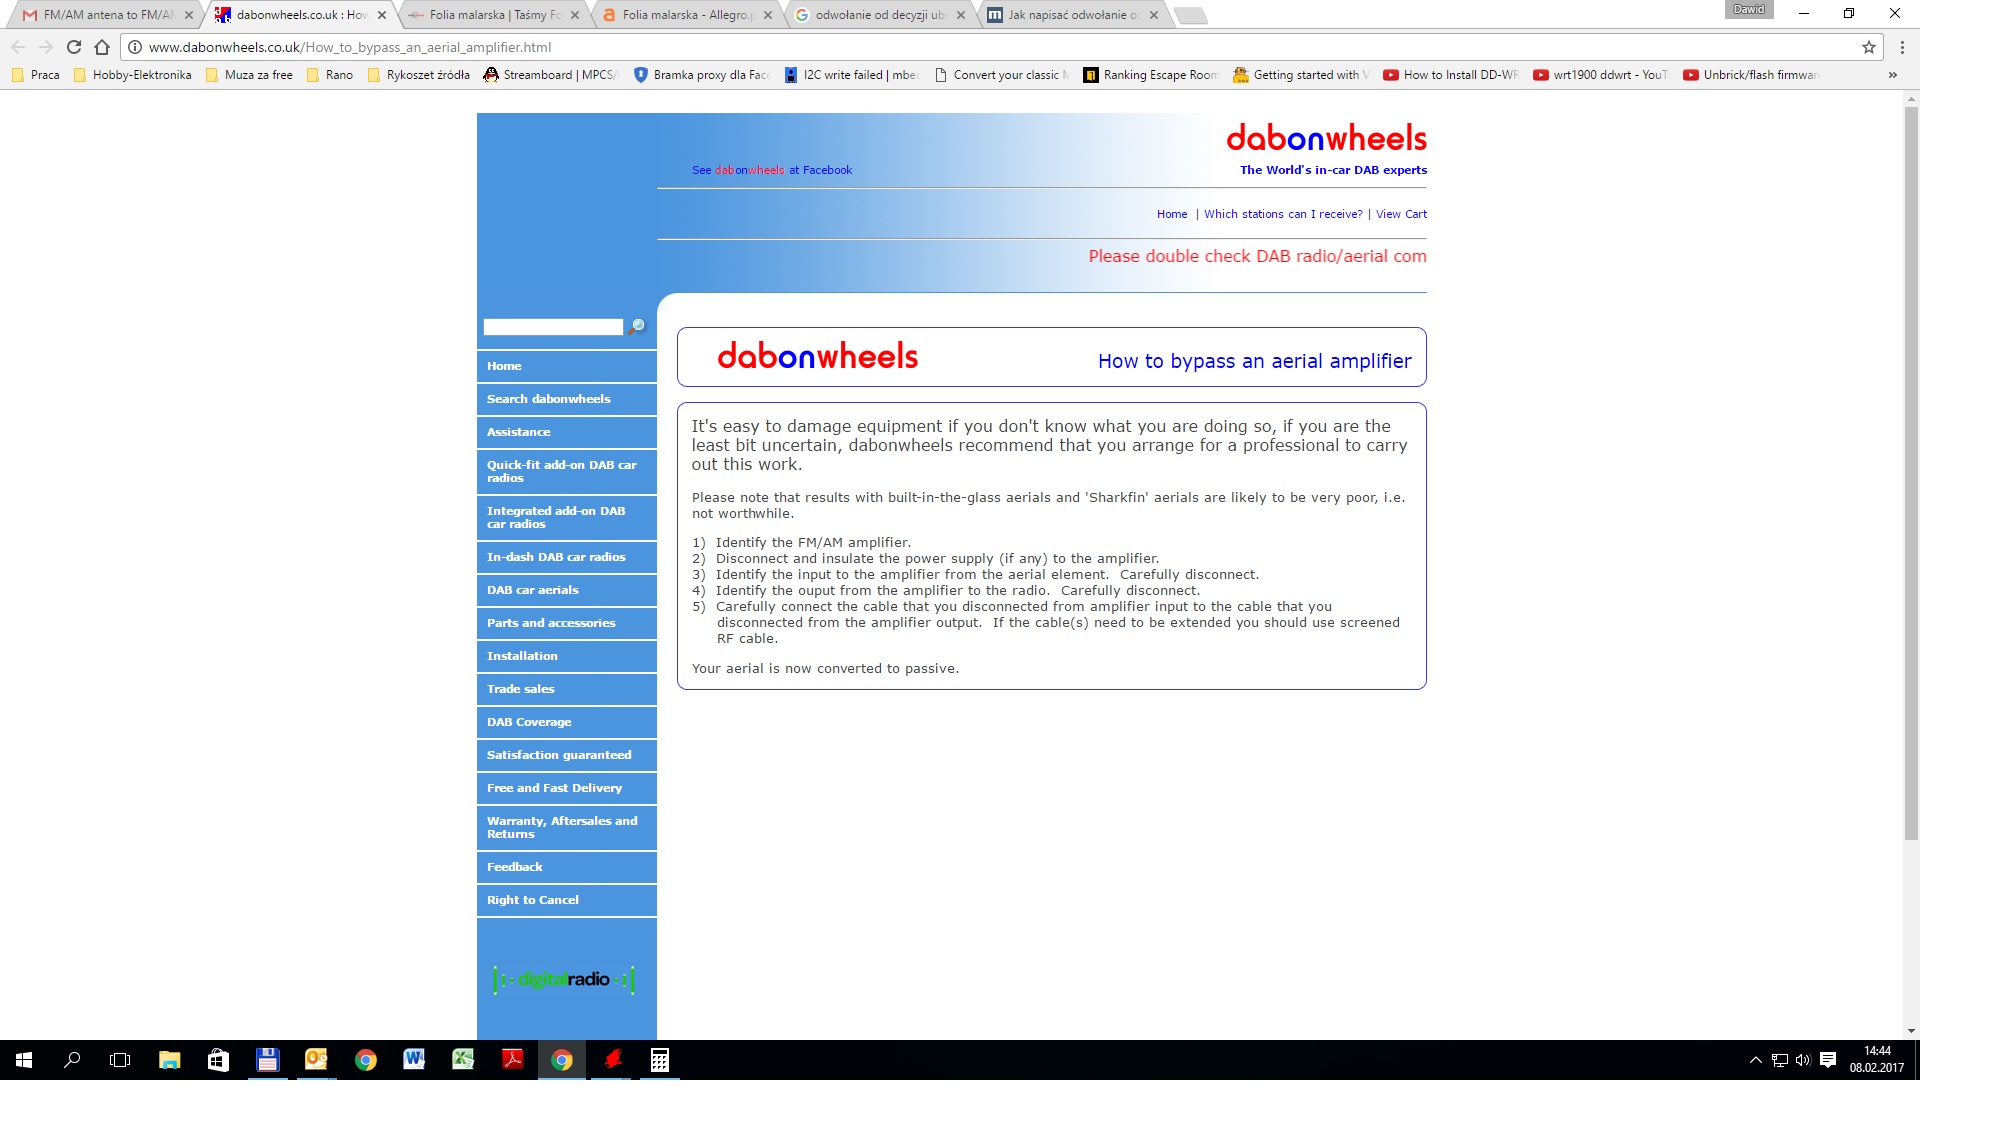 Dawid
FM/AM antena to FM/AM
dabonwheels.co.uk : How
Folia malarska | Taśmy Fo
Folia malarska - Allegro.p
odwołanie od decyzji ube
Jak napisać odwołanie o
www.dabonwheels.co.uk/How_to_bypass_an_aerial_amplifier.html
Praca
Hobby-Elektronika
Muza za free
Rano
Rykoszet źródła
Streamboard | MPCS/
Bramka proxy dla Face
I2C write failed | mbed
Convert your classic M
Ranking Escape Room
Getting started with V
How to Install DD-WR
wrt1900 ddwrt - YouT
Unbrick/flash firmware
dabonwheels
See dabonwheels at Facebook
The World's in-car DAB experts
Home | Which stations can I receive? | View Cart
Please double check DAB radio/aerial com
Home
Search dabonwheels
Assistance
Quick-fit add-on DAB car
radios
Integrated add-on DAB
car radios
In-dash DAB car radios
DAB car aerials
Parts and accessories
Installation
Trade sales
DAB Coverage
Satisfaction guaranteed
Free and Fast Delivery
Warranty, Aftersales and
Returns
Feedback
Right to Cancel
digitalradio
dabonwheels
How to bypass an aerial amplifier
It's easy to damage equipment if you don't know what you are doing so, if you are the
least bit uncertain, dabonwheels recommend that you arrange for a professional to carry
out this work.
Please note that results with built-in-the-glass aerials and 'Sharkfin' aerials are likely to be very poor, i.e.
not worthwhile.
1) Identify the FM/AM amplifier.
2) Disconnect and insulate the power supply (if any) to the amplifier.
3) Identify the input to the amplifier from the aerial element. Carefully disconnect.
4) Identify the ouput from the amplifier to the radio. Carefully disconnect.
5) Carefully connect the cable that you disconnected from amplifier input to the cable that you
disconnected from the amplifier output. If the cable(s) need to be extended you should use screened
RF cable.
Your aerial is now converted to passive.
14:44
08.02.2017